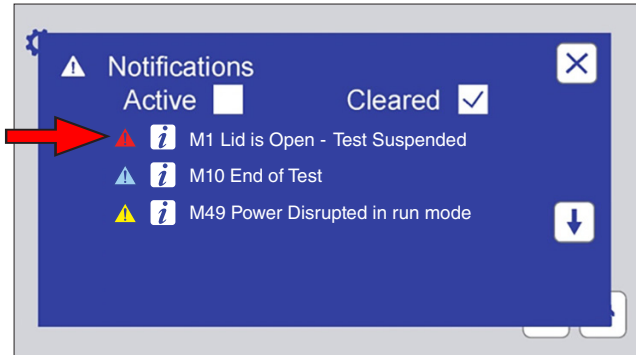 Notifications
Active Cleared
M1 Lid is Open - Test Suspended
M10 End of Test
M49 Power Disrupted in run mode